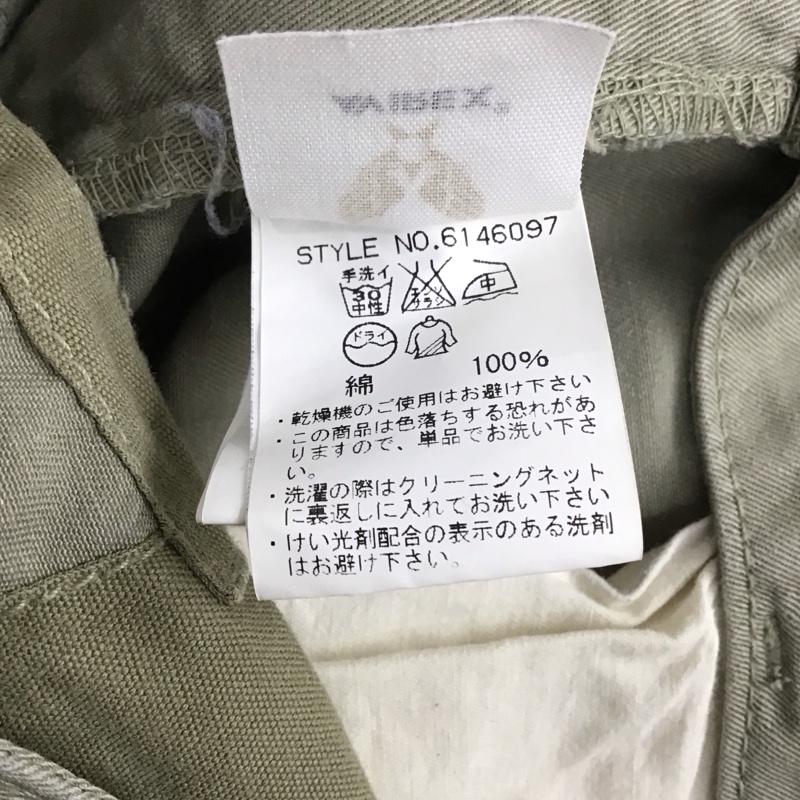 STYLE NO.6146097
手洗イ
30
中性
エンソ
サラシ
中
ドライ
綿 100%
・乾燥機のご使用はお避け下さい
・この商品は色落ちする恐れがあ
りますので、単品でお洗い下さ
い。
・洗濯の際はクリーニングネット
に裏返しに入れてお洗い下さい
・けい光剤配合の表示のある洗剤
はお避け下さい。